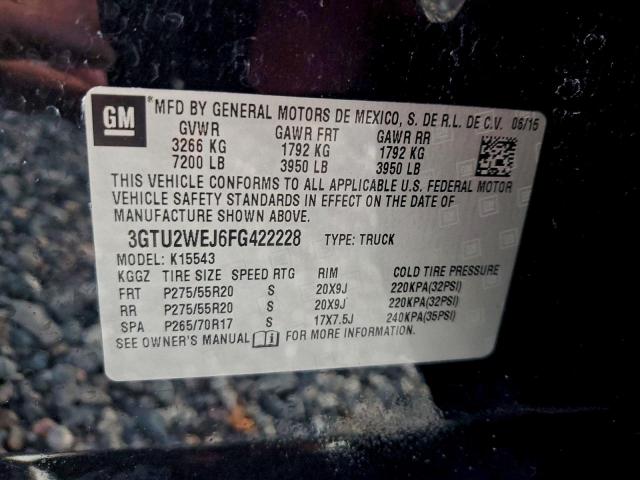 GM
*MFD BY GENERAL MOTORS DE MEXICO, S. DE R.L. DE C.V. 06/15
GVWR GAWR FRT GAWR RR
3266 KG 1792 KG 1792 KG
7200 LB 3950 LB 3950 LB
THIS VEHICLE CONFORMS TO ALL APPLICABLE U.S. FEDERAL MOTOR
VEHICLE SAFETY STANDARDS IN EFFECT ON THE DATE OF
MANUFACTURE SHOWN ABOVE.
3GTU2WEJ6FG422228 TYPE: TRUCK
MODEL: K15543
KGGZ TIRE SIZE SPEED RTG RIM COLD TIRE PRESSURE
FRT P275/55R20 S 20X9J 220KPA(32PSI)
RR P275/55R20 S 20X9J 220KPA(32PSI)
SPA P265/70R17 S 17X7.5J 240KPA(35PSI)
SEE OWNER'S MANUAL FOR MORE INFORMATION.